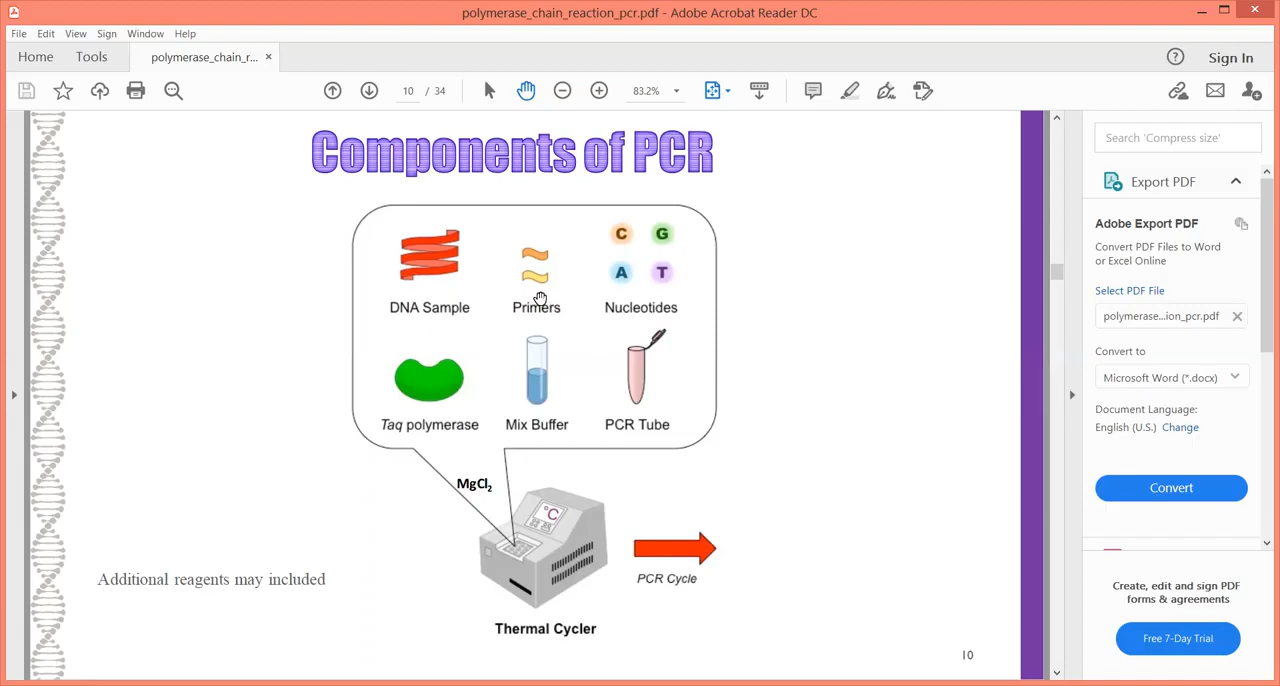 polymerase_chain_reaction_pcr.pdf - Adobe Acrobat Reader DC
File Edit View Sign Window Help
Home Tools polymerase_chain_r... × Sign In
10 / 34 83.2%
Components of PCR
C G
A T
DNA Sample Primers Nucleotides
Taq polymerase Mix Buffer PCR Tube
MgCl₂
°C
PCR Cycle
Additional reagents may included
Thermal Cycler
10
Search 'Compress size'
Export PDF
Adobe Export PDF
Convert PDF Files to Word
or Excel Online
Select PDF File
polymerase...ion_pcr.pdf
Convert to
Microsoft Word (*.docx)
Document Language:
English (U.S.) Change
Convert
Create, edit and sign PDF
forms & agreements
Free 7-Day Trial